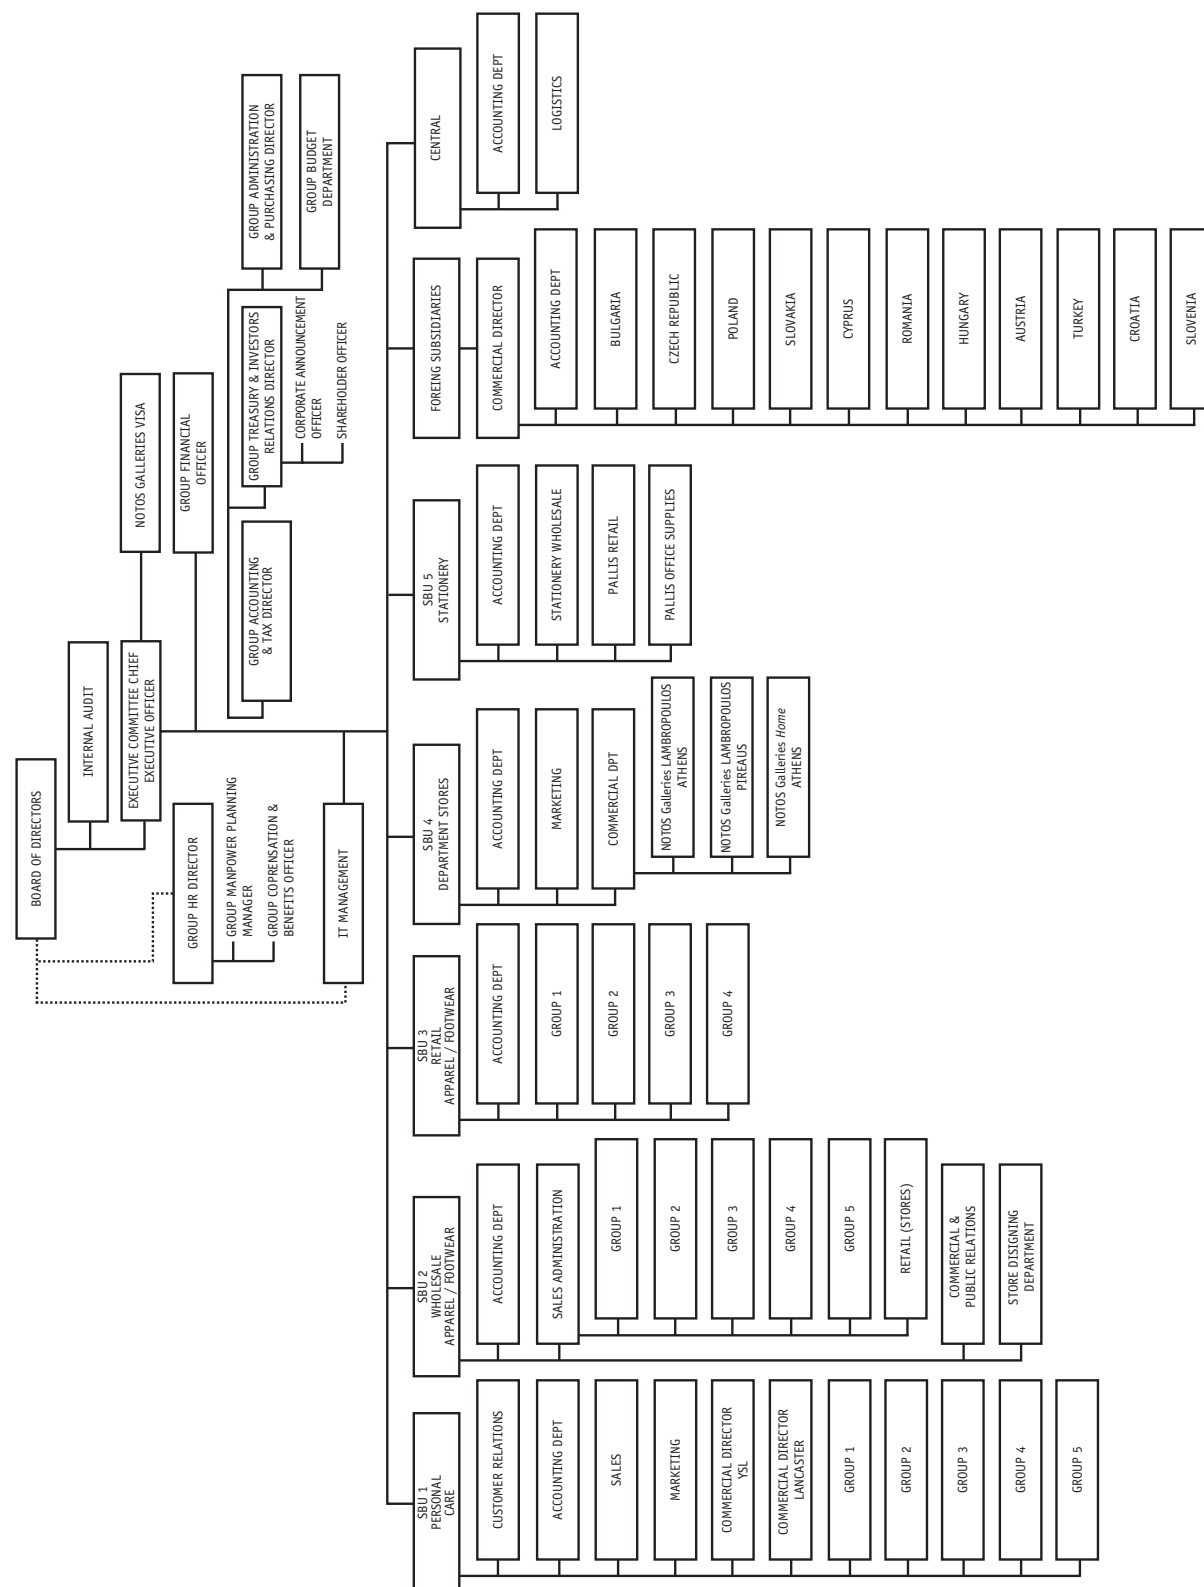 BOARD OF DIRECTORS
INTERNAL AUDIT
EXECUTIVE COMMITTEE CHIEF
EXECUTIVE OFFICER
NOTOS GALLERIES VISA
GROUP HR DIRECTOR
GROUP MANPOWER PLANNING
MANAGER
GROUP COPRENSATION &
BENEFITS OFFICER
GROUP FINANCIAL
OFFICER
GROUP ACCOUNTING
& TAX DIRECTOR
GROUP TREASURY & INVESTORS
RELATIONS DIRECTOR
CORPORATE ANNOUNCEMENT
OFFICER
SHAREHOLDER OFFICER
GROUP ADMINISTRATION
& PURCHASING DIRECTOR
GROUP BUDGET
DEPARTMENT
IT MANAGEMENT
SBU 1
PERSONAL
CARE
CUSTOMER RELATIONS
ACCOUNTING DEPT
SALES
MARKETING
COMMERCIAL DIRECTOR
YSL
COMMERCIAL DIRECTOR
LANCASTER
GROUP 1
GROUP 2
GROUP 3
GROUP 4
GROUP 5
SBU 2
WHOLESALE
APPAREL / FOOTWEAR
ACCOUNTING DEPT
SALES ADMINISTRATION
GROUP 1
GROUP 2
GROUP 3
GROUP 4
GROUP 5
RETAIL (STORES)
COMMERCIAL &
PUBLIC RELATIONS
STORE DISIGNING
DEPARTMENT
SBU 3
RETAIL
APPAREL / FOOTWEAR
ACCOUNTING DEPT
GROUP 1
GROUP 2
GROUP 3
GROUP 4
SBU 4
DEPARTMENT STORES
ACCOUNTING DEPT
MARKETING
COMMERCIAL DPT
NOTOS Galleries LAMBROPOULOS
ATHENS
NOTOS Galleries LAMBROPOULOS
PIREAUS
NOTOS Galleries Home
ATHENS
SBU 5
STATIONERY
ACCOUNTING DEPT
STATIONERY WHOLESALE
PALLIS RETAIL
PALLIS OFFICE SUPPLIES
FOREING SUBSIDIARIES
COMMERCIAL DIRECTOR
ACCOUNTING DEPT
BULGARIA
CZECH REPUBLIC
POLAND
SLOVAKIA
CYPRUS
ROMANIA
HUNGARY
AUSTRIA
TURKEY
CROATIA
SLOVENIA
CENTRAL
ACCOUNTING DEPT
LOGISTICS